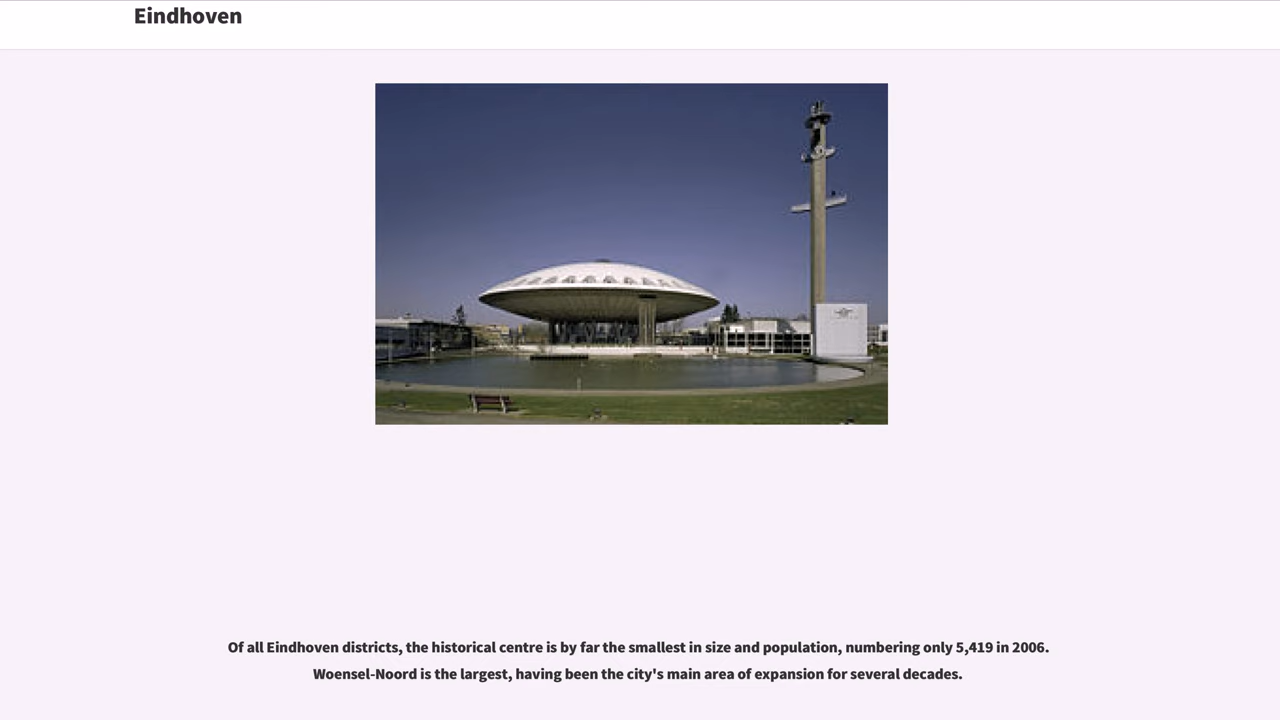 Eindhoven
Of all Eindhoven districts, the historical centre is by far the smallest in size and population, numbering only 5,419 in 2006.
Woensel-Noord is the largest, having been the city's main area of expansion for several decades.